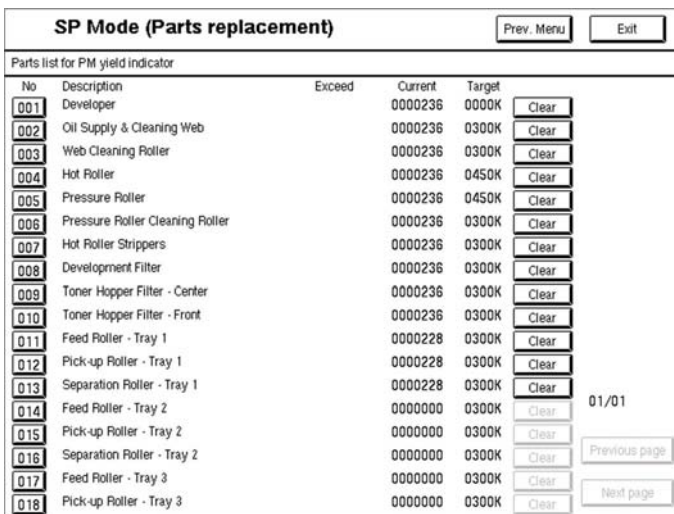 SP Mode (Parts replacement) Prev. Menu Exit
Parts list for PM yield indicator
No Description Exceed Current Target
001 Developer 0000236 0000K Clear
002 Oil Supply & Cleaning Web 0000236 0300K Clear
003 Web Cleaning Roller 0000236 0300K Clear
004 Hot Roller 0000236 0450K Clear
005 Pressure Roller 0000236 0450K Clear
006 Pressure Roller Cleaning Roller 0000236 0300K Clear
007 Hot Roller Strippers 0000236 0300K Clear
008 Development Filter 0000236 0300K Clear
009 Toner Hopper Filter - Center 0000236 0300K Clear
010 Toner Hopper Filter - Front 0000236 0300K Clear
011 Feed Roller - Tray 1 0000228 0300K Clear
012 Pick-up Roller - Tray 1 0000228 0300K Clear
013 Separation Roller - Tray 1 0000228 0300K Clear
01/01
014 Feed Roller - Tray 2 0000000 0300K Clear
015 Pick-up Roller - Tray 2 0000000 0300K Clear
016 Separation Roller - Tray 2 0000000 0300K Clear Previous page
017 Feed Roller - Tray 3 0000000 0300K Clear
018 Pick-up Roller - Tray 3 0000000 0300K Clear Next page